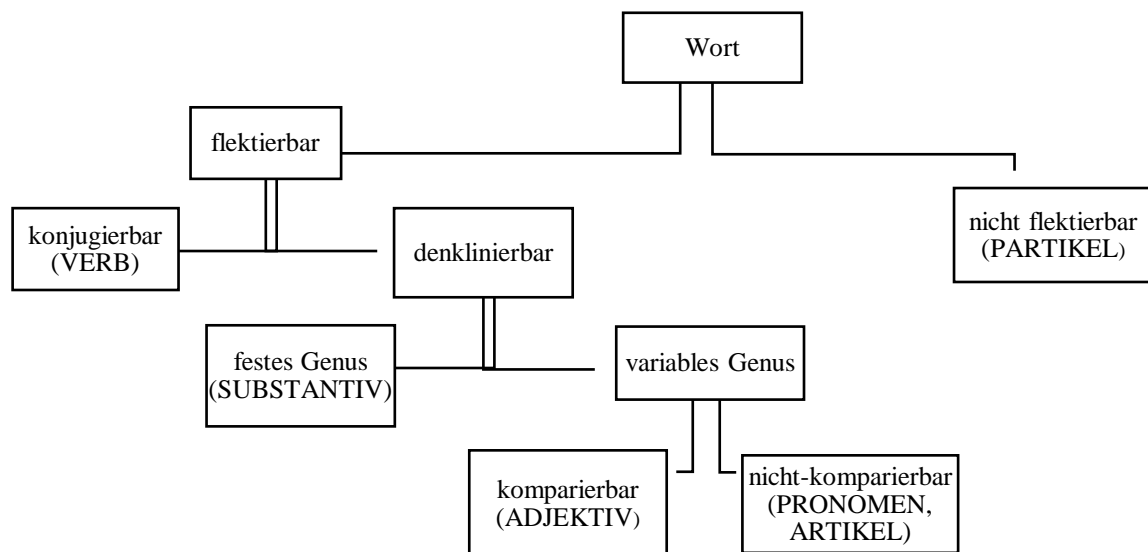 Wort
flektierbar
nicht flektierbar
(PARTIKEL)
konjugierbar
(VERB)
denklinierbar
festes Genus
(SUBSTANTIV)
variables Genus
komparierbar
(ADJEKTIV)
nicht-komparierbar
(PRONOMEN,
ARTIKEL)